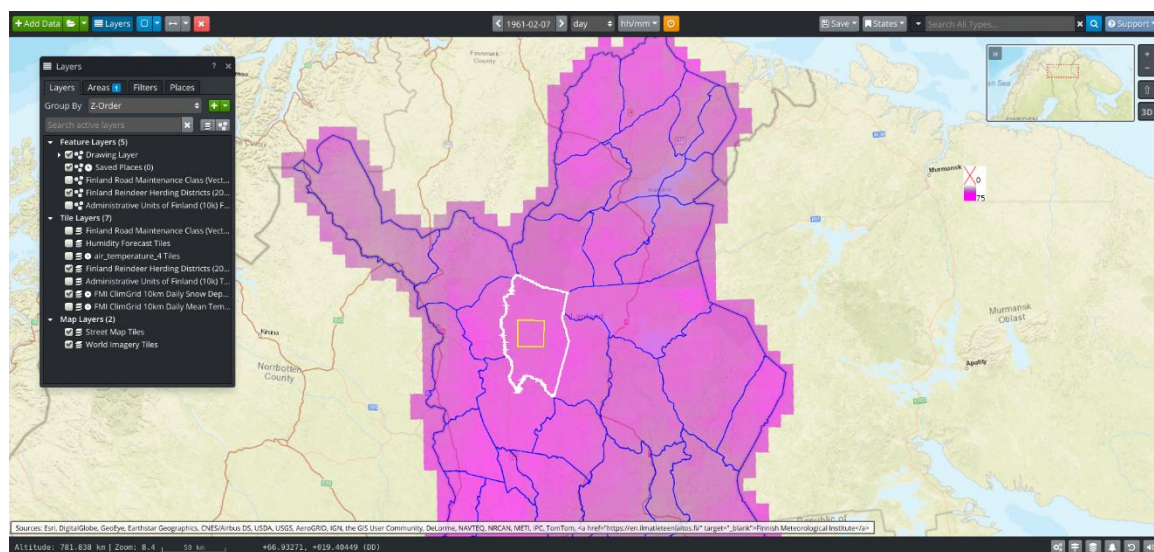 Add Data
Layers
1961-02-07
day
hh/mm
Save
States
Search All Types...
Support
Layers
? ×
Layers Areas 1 Filters Places
Group By Z-Order
Search active layers
Feature Layers (5)
Drawing Layer
Saved Places (0)
Finland Road Maintenance Class (Vect...
Finland Reindeer Herding Districts (20...
Administrative Units of Finland (10k) F...
Tile Layers (7)
Finland Road Maintenance Class (Vect...
Humidity Forecast Tiles
air_temperature_4 Tiles
Finland Reindeer Herding Districts (20...
Administrative Units of Finland (10k) T...
FMI ClimGrid 10km Daily Snow Dep...
FMI ClimGrid 10km Daily Mean Tem...
Map Layers (2)
Street Map Tiles
World Imagery Tiles
Finnmark
County
3D
Murmansk
Murmansk
0
75
Kiruna
Norrbotten
County
Lapland
Murmansk
Oblast
Apatity
Republic of
Sources: Esri, DigitalGlobe, GeoEye, Earthstar Geographics, CNES/Airbus DS, USDA, USGS, AeroGRID, IGN, the GIS User Community, DeLorme, NAVTEQ, NRCAN, METI, iPC, TomTom, <a href="https://en.ilmatieteenlaitos.fi/" target="_blank">Finnish Meteorological Institute</a>
Altitude: 781.838 km | Zoom: 8.4 50 km +66.93271, +019.40449 (DD)